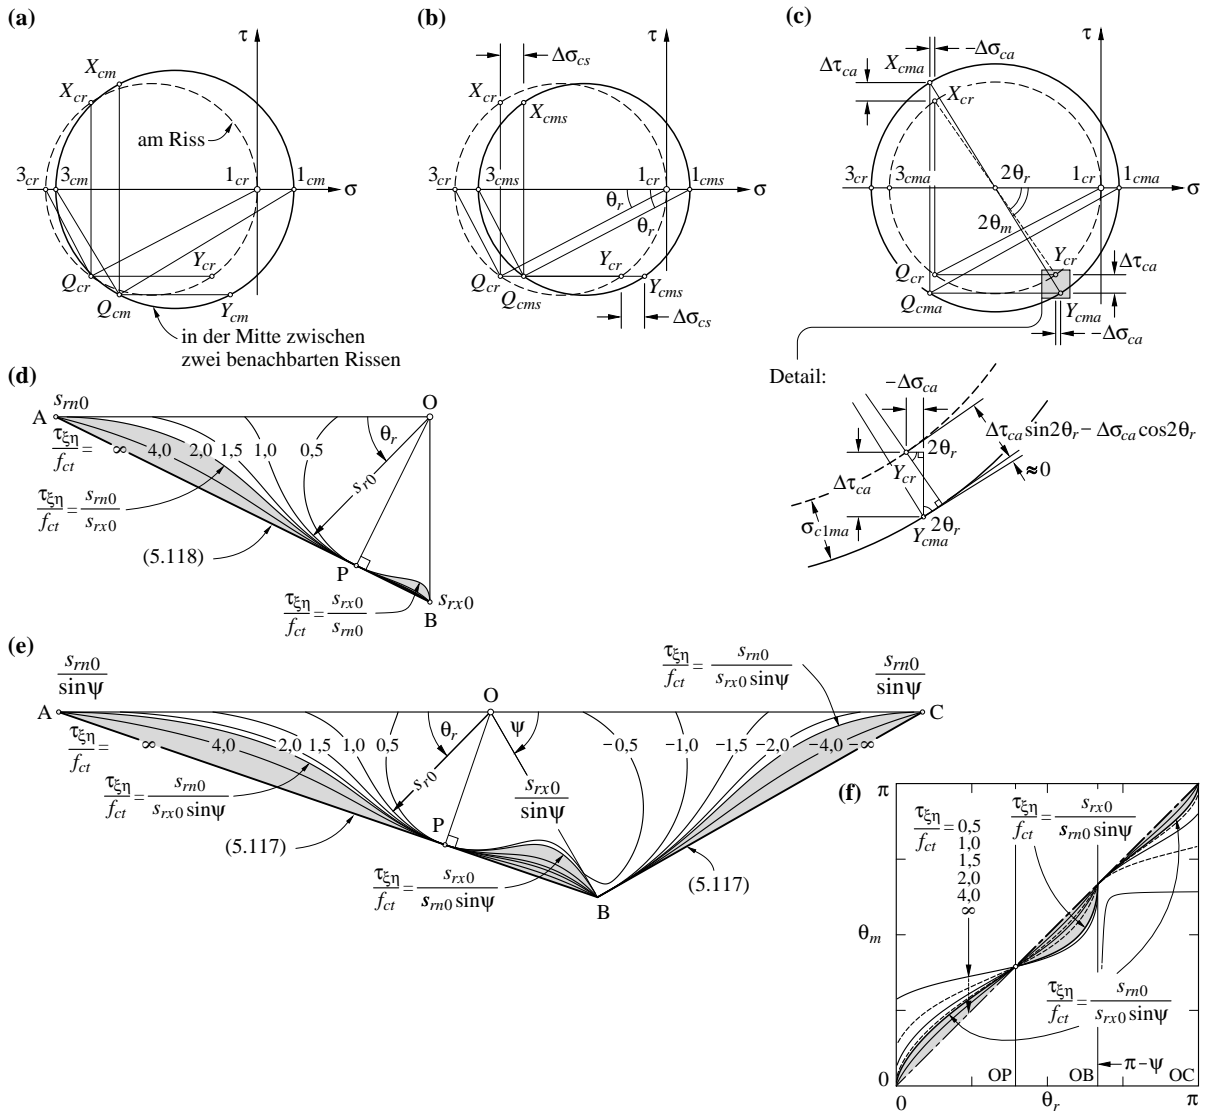 (a)
τ
X_cm
X_cr
am Riss
3_cr
3_cm
1_cr
1_cm
σ
Y_cr
Q_cr
Q_cm
Y_cm
in der Mitte zwischen
zwei benachbarten Rissen
(b)
Δσ_cs
τ
X_cr
X_cms
3_cr
3_cms
1_cr
1_cms
σ
θ_r
θ_r
Y_cr
Q_cr
Q_cms
Y_cms
Δσ_cs
(c)
τ
−Δσ_ca
X_cma
Δτ_ca
X_cr
3_cr
3_cma
2θ_r
1_cr
1_cma
σ
2θ_m
Q_cr
Y_cr
Δτ_ca
Q_cma
Y_cma
−Δσ_ca
Detail:
−Δσ_ca
Δτ_ca sin2θ_r − Δσ_ca cos2θ_r
2θ_r
Y_cr
≈0
Δτ_ca
σ_c1ma
2θ_r
Y_cma
(d)
s_rn0
A
O
τ_ξη/f_ct = ∞ 4,0 2,0 1,5 1,0 0,5
θ_r
s_r0
τ_ξη/f_ct = s_rn0/s_rx0
(5.118)
P
s_rx0
B
τ_ξη/f_ct = s_rx0/s_rn0
(e)
s_rn0/sinψ
A
O
s_rn0/sinψ
C
τ_ξη/f_ct = s_rn0/(s_rx0 sinψ)
τ_ξη/f_ct = ∞ 4,0 2,0 1,5 1,0 0,5
θ_r
ψ
−0,5 −1,0 −1,5 −2,0 −4,0 −∞
s_r0
s_rx0/sinψ
τ_ξη/f_ct = s_rn0/(s_rx0 sinψ)
(5.117)
P
τ_ξη/f_ct = s_rx0/(s_rn0 sinψ)
B
(5.117)
(f)
π
τ_ξη/f_ct = 0,5
1,0
1,5
2,0
4,0
∞
τ_ξη/f_ct = s_rx0/(s_rn0 sinψ)
θ_m
τ_ξη/f_ct = s_rn0/(s_rx0 sinψ)
π−ψ
0
OP
OB
OC
0
θ_r
π